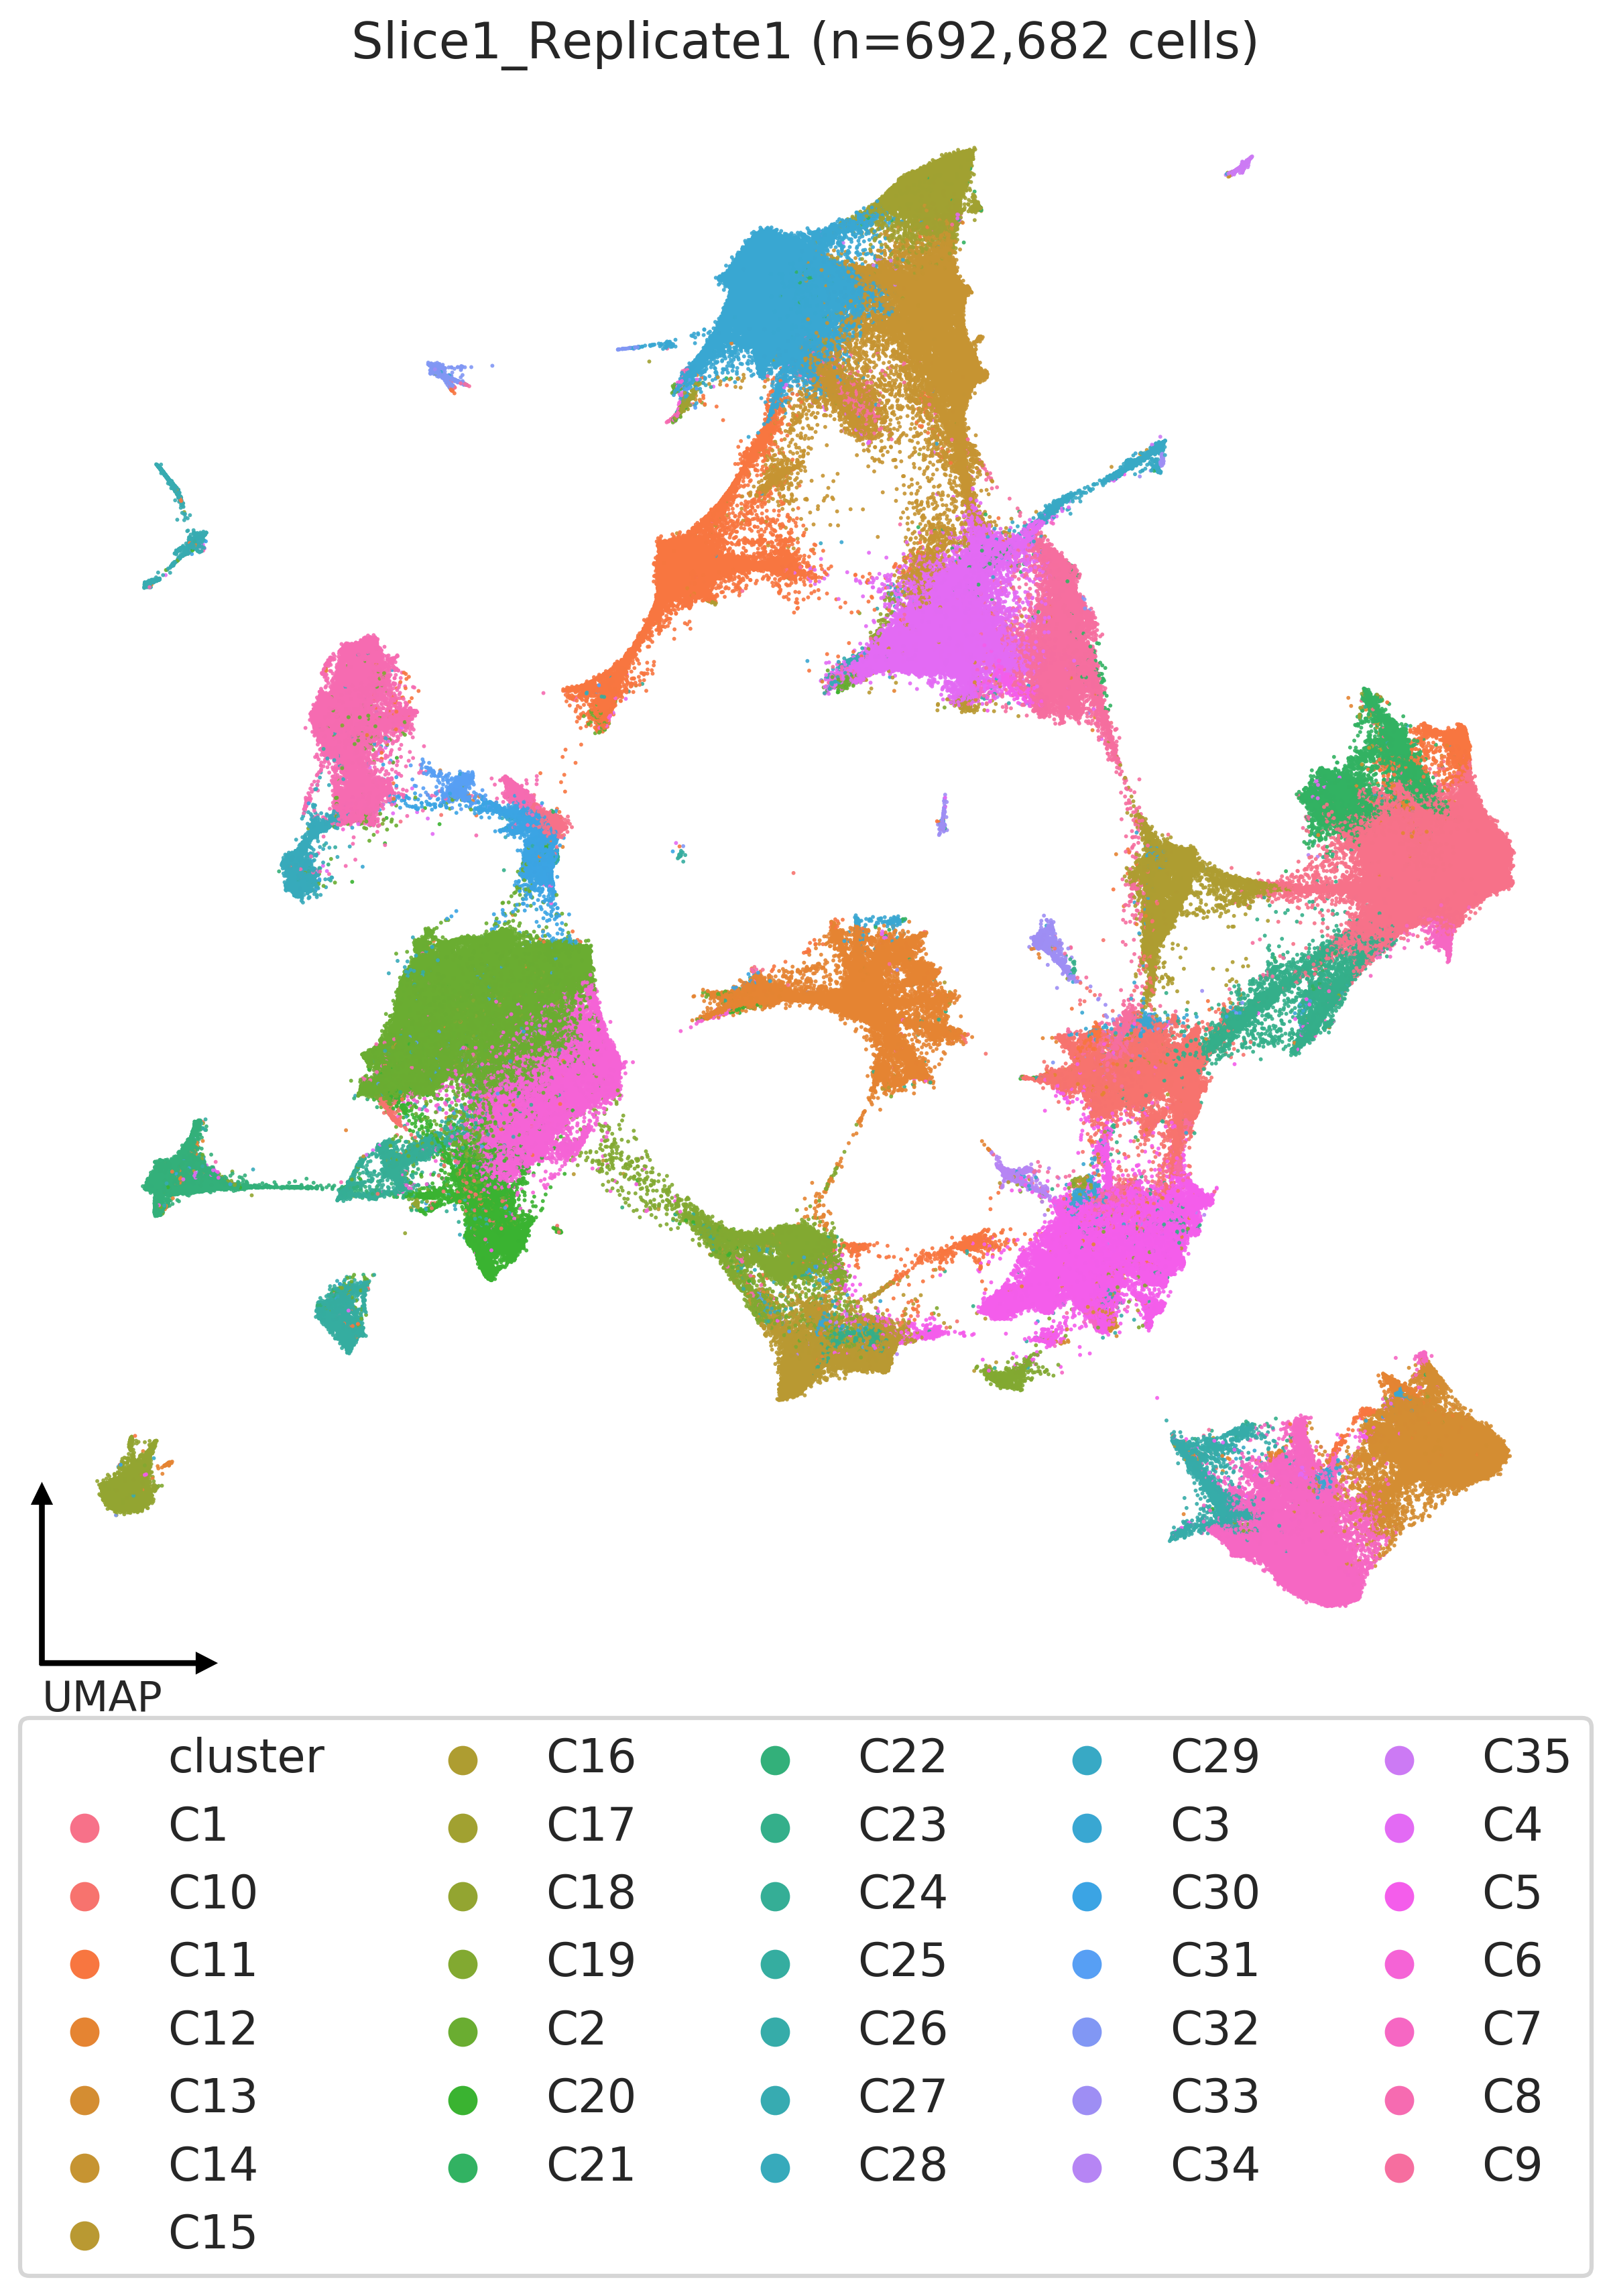 Slice1_Replicate1 (n=692,682 cells)
UMAP
cluster
C1
C10
C11
C12
C13
C14
C15
C16
C17
C18
C19
C2
C20
C21
C22
C23
C24
C25
C26
C27
C28
C29
C3
C30
C31
C32
C33
C34
C35
C4
C5
C6
C7
C8
C9